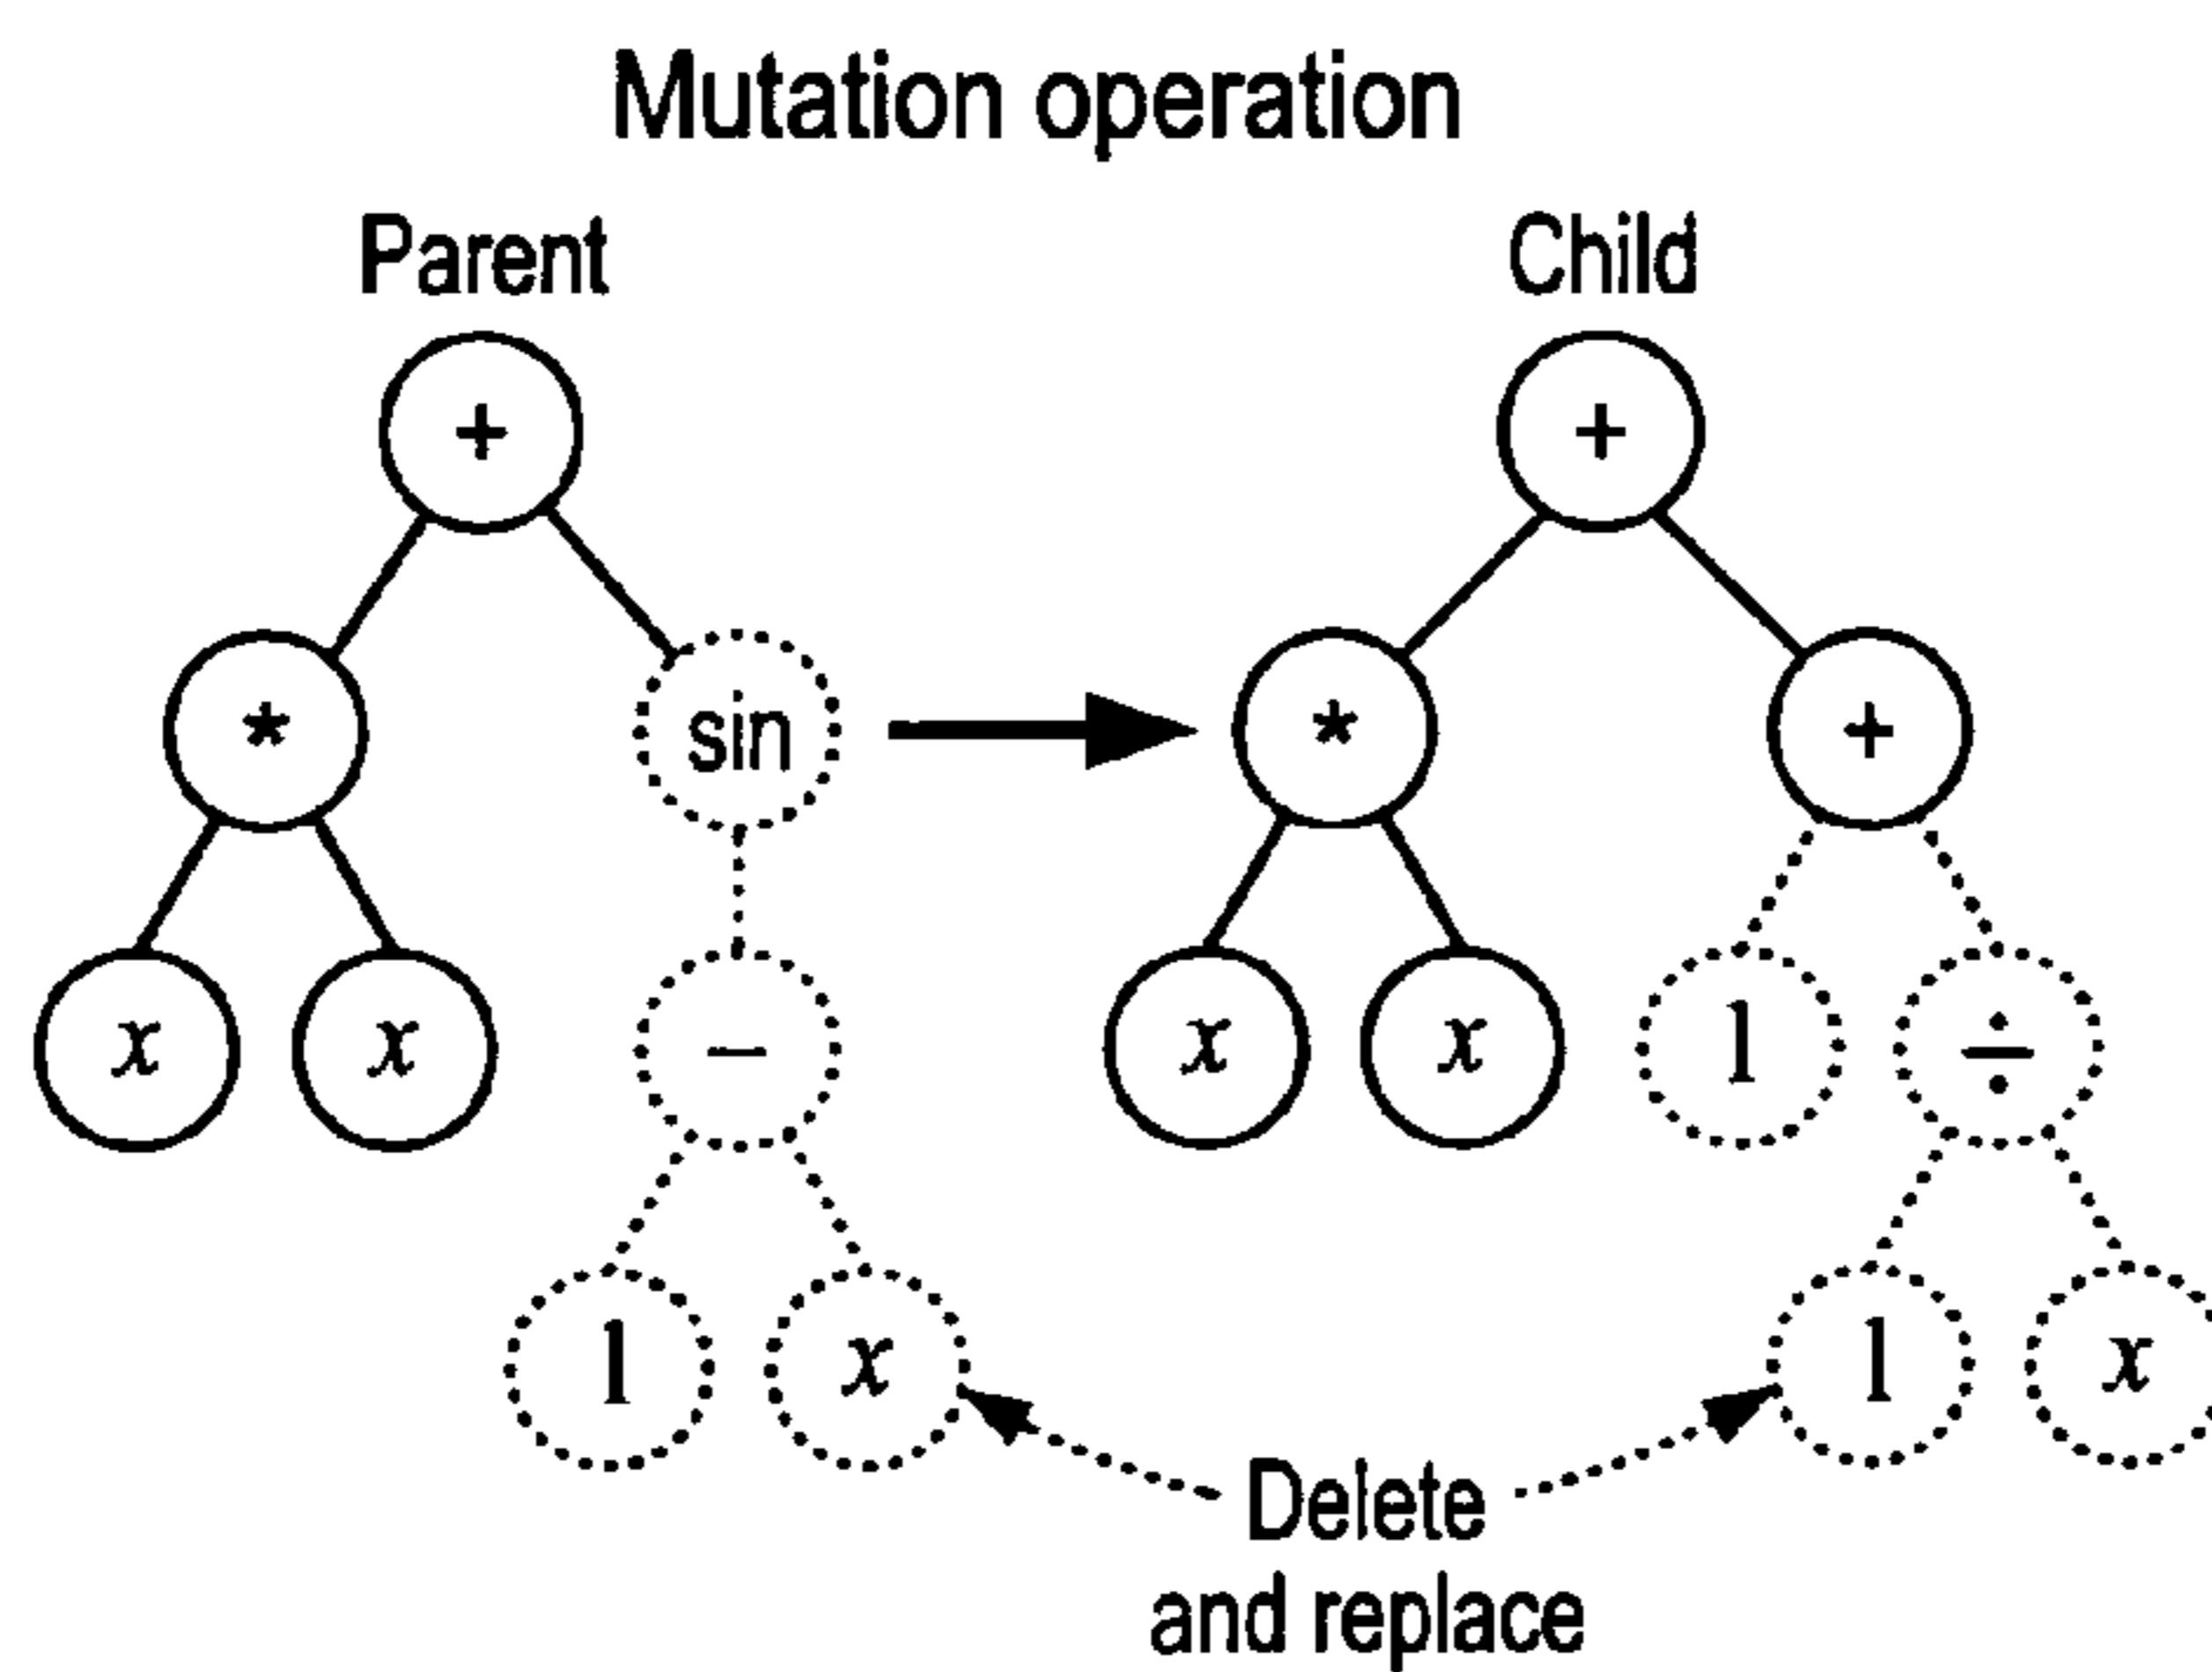 Mutation operation
Parent
Child
+
+
*
sin
*
+
x
x
−
x
x
1
÷
1
x
1
x
Delete
and replace